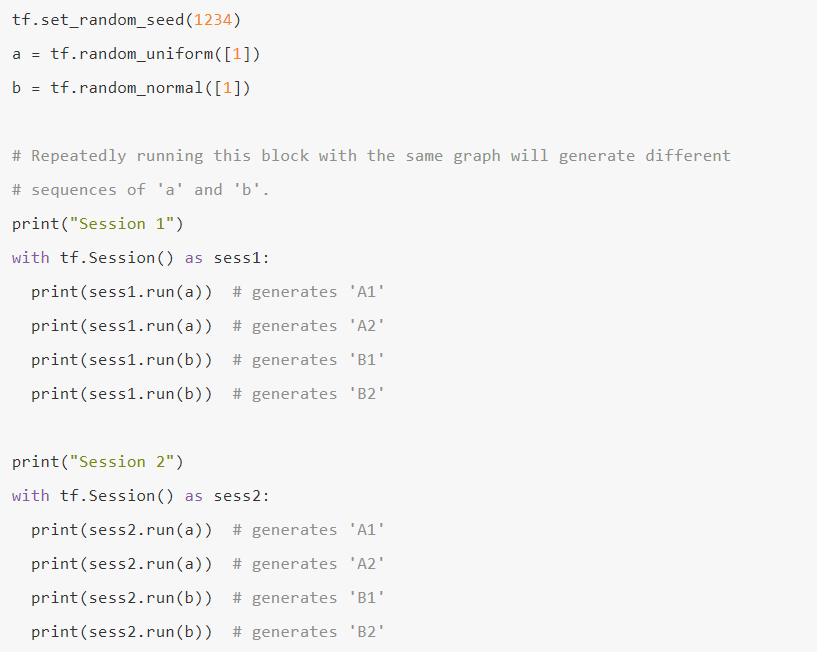 tf.set_random_seed(1234)
a = tf.random_uniform([1])
b = tf.random_normal([1])

# Repeatedly running this block with the same graph will generate different
# sequences of 'a' and 'b'.
print("Session 1")
with tf.Session() as sess1:
  print(sess1.run(a))  # generates 'A1'
  print(sess1.run(a))  # generates 'A2'
  print(sess1.run(b))  # generates 'B1'
  print(sess1.run(b))  # generates 'B2'

print("Session 2")
with tf.Session() as sess2:
  print(sess2.run(a))  # generates 'A1'
  print(sess2.run(a))  # generates 'A2'
  print(sess2.run(b))  # generates 'B1'
  print(sess2.run(b))  # generates 'B2'